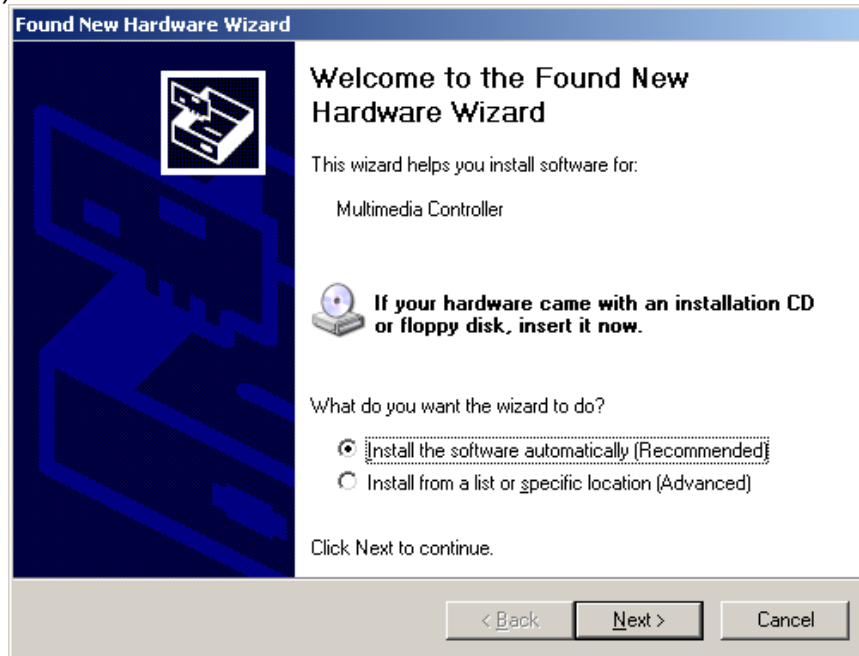 )
Found New Hardware Wizard
Welcome to the Found New
Hardware Wizard
This wizard helps you install software for:
Multimedia Controller
If your hardware came with an installation CD
or floppy disk, insert it now.
What do you want the wizard to do?
Install the software automatically (Recommended)
Install from a list or specific location (Advanced)
Click Next to continue.
< Back
Next >
Cancel